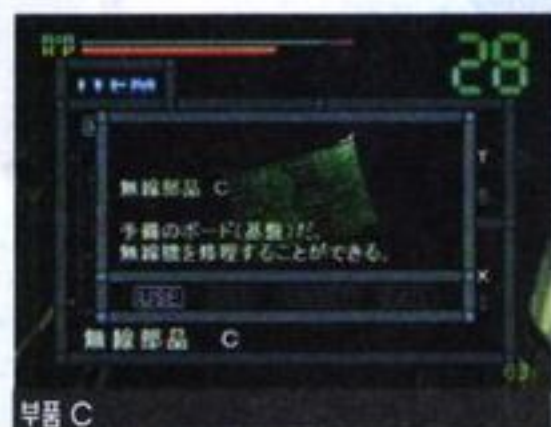 HP
28
無線部品 C
予備のボード(基盤)だ。
無線機を修理することができる。
Y
USE
X
無線部品 C
부품 C